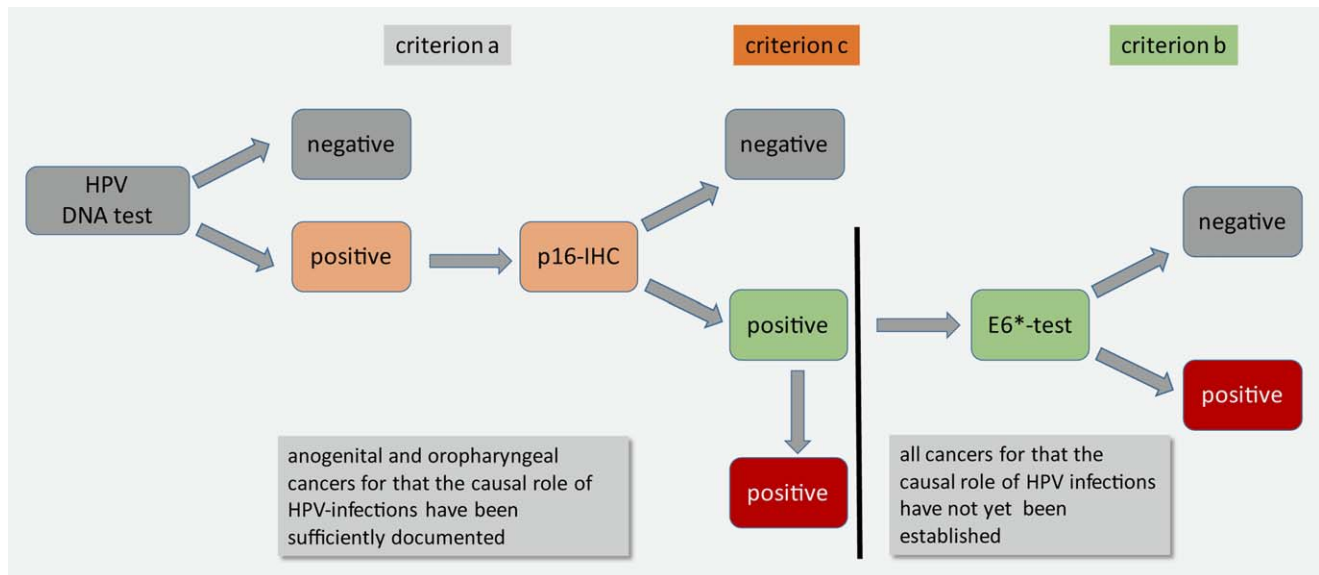 criterion a
criterion c
criterion b
negative
negative
HPV
DNA test
negative
positive
p16-IHC
positive
E6*-test
positive
anogenital and oropharyngeal
cancers for that the causal role of
HPV-infections have been
sufficiently documented
positive
all cancers for that the
causal role of HPV infections
have not yet been
established